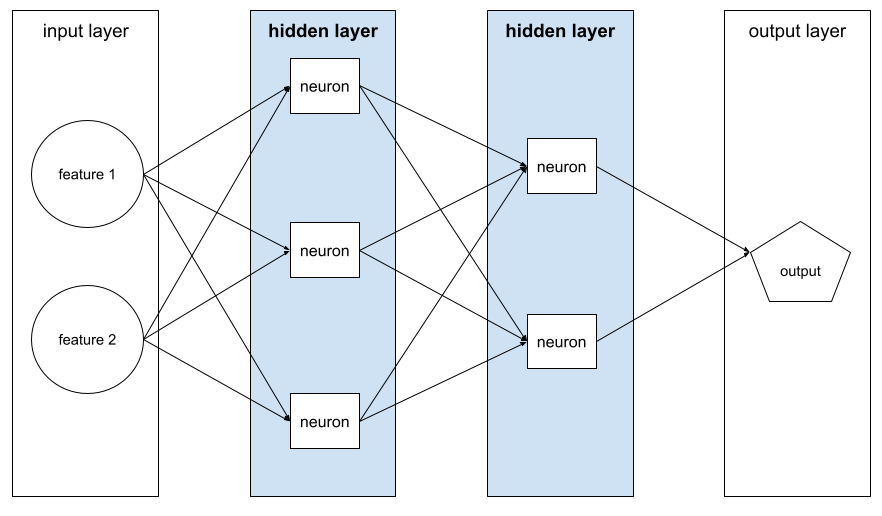 input layer
hidden layer
hidden layer
output layer
feature 1
feature 2
neuron
neuron
neuron
neuron
neuron
output